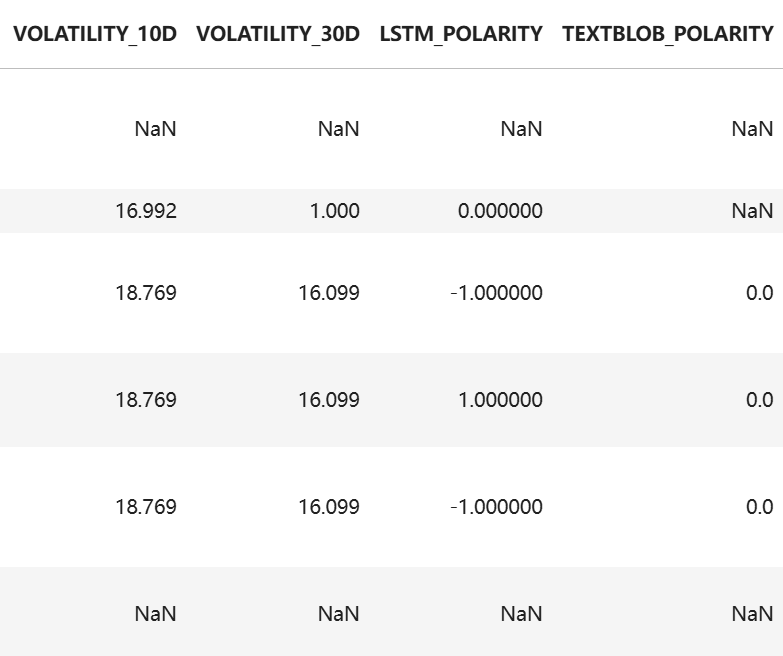 VOLATILITY_10D VOLATILITY_30D LSTM_POLARITY TEXTBLOB_POLARITY
NaN NaN NaN NaN
16.992 1.000 0.000000 NaN
18.769 16.099 -1.000000 0.0
18.769 16.099 1.000000 0.0
18.769 16.099 -1.000000 0.0
NaN NaN NaN NaN